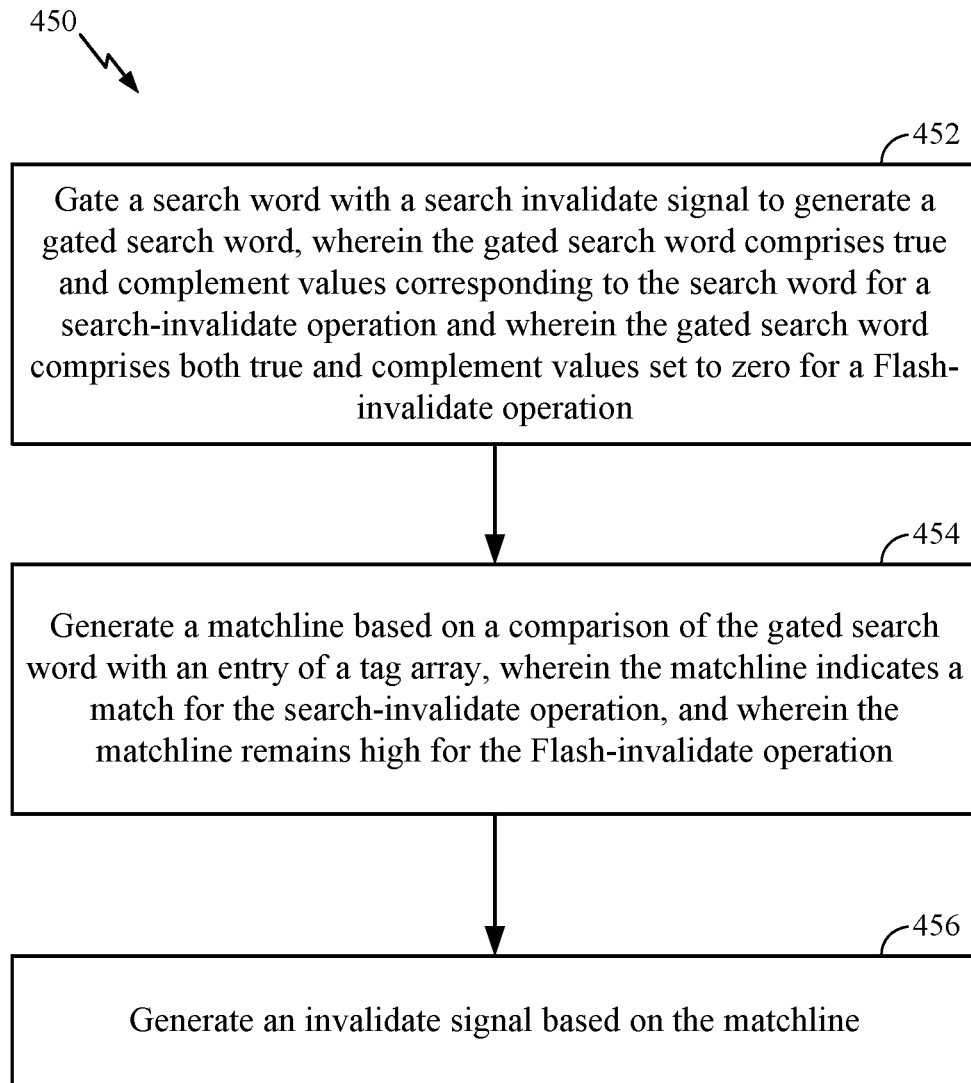 450
452
Gate a search word with a search invalidate signal to generate a
gated search word, wherein the gated search word comprises true
and complement values corresponding to the search word for a
search-invalidate operation and wherein the gated search word
comprises both true and complement values set to zero for a Flash-
invalidate operation
454
Generate a matchline based on a comparison of the gated search
word with an entry of a tag array, wherein the matchline indicates a
match for the search-invalidate operation, and wherein the
matchline remains high for the Flash-invalidate operation
456
Generate an invalidate signal based on the matchline